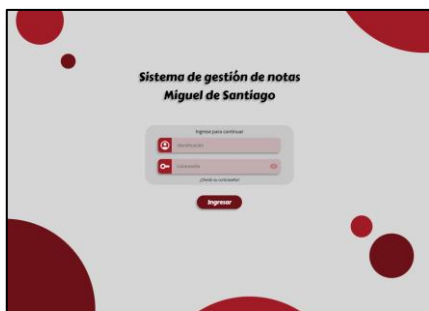 Sistema de gestión de notas
Miguel de Santiago
Ingrese para continuar
Identificación
Contraseña
¿Olvidó su contraseña?
Ingresar